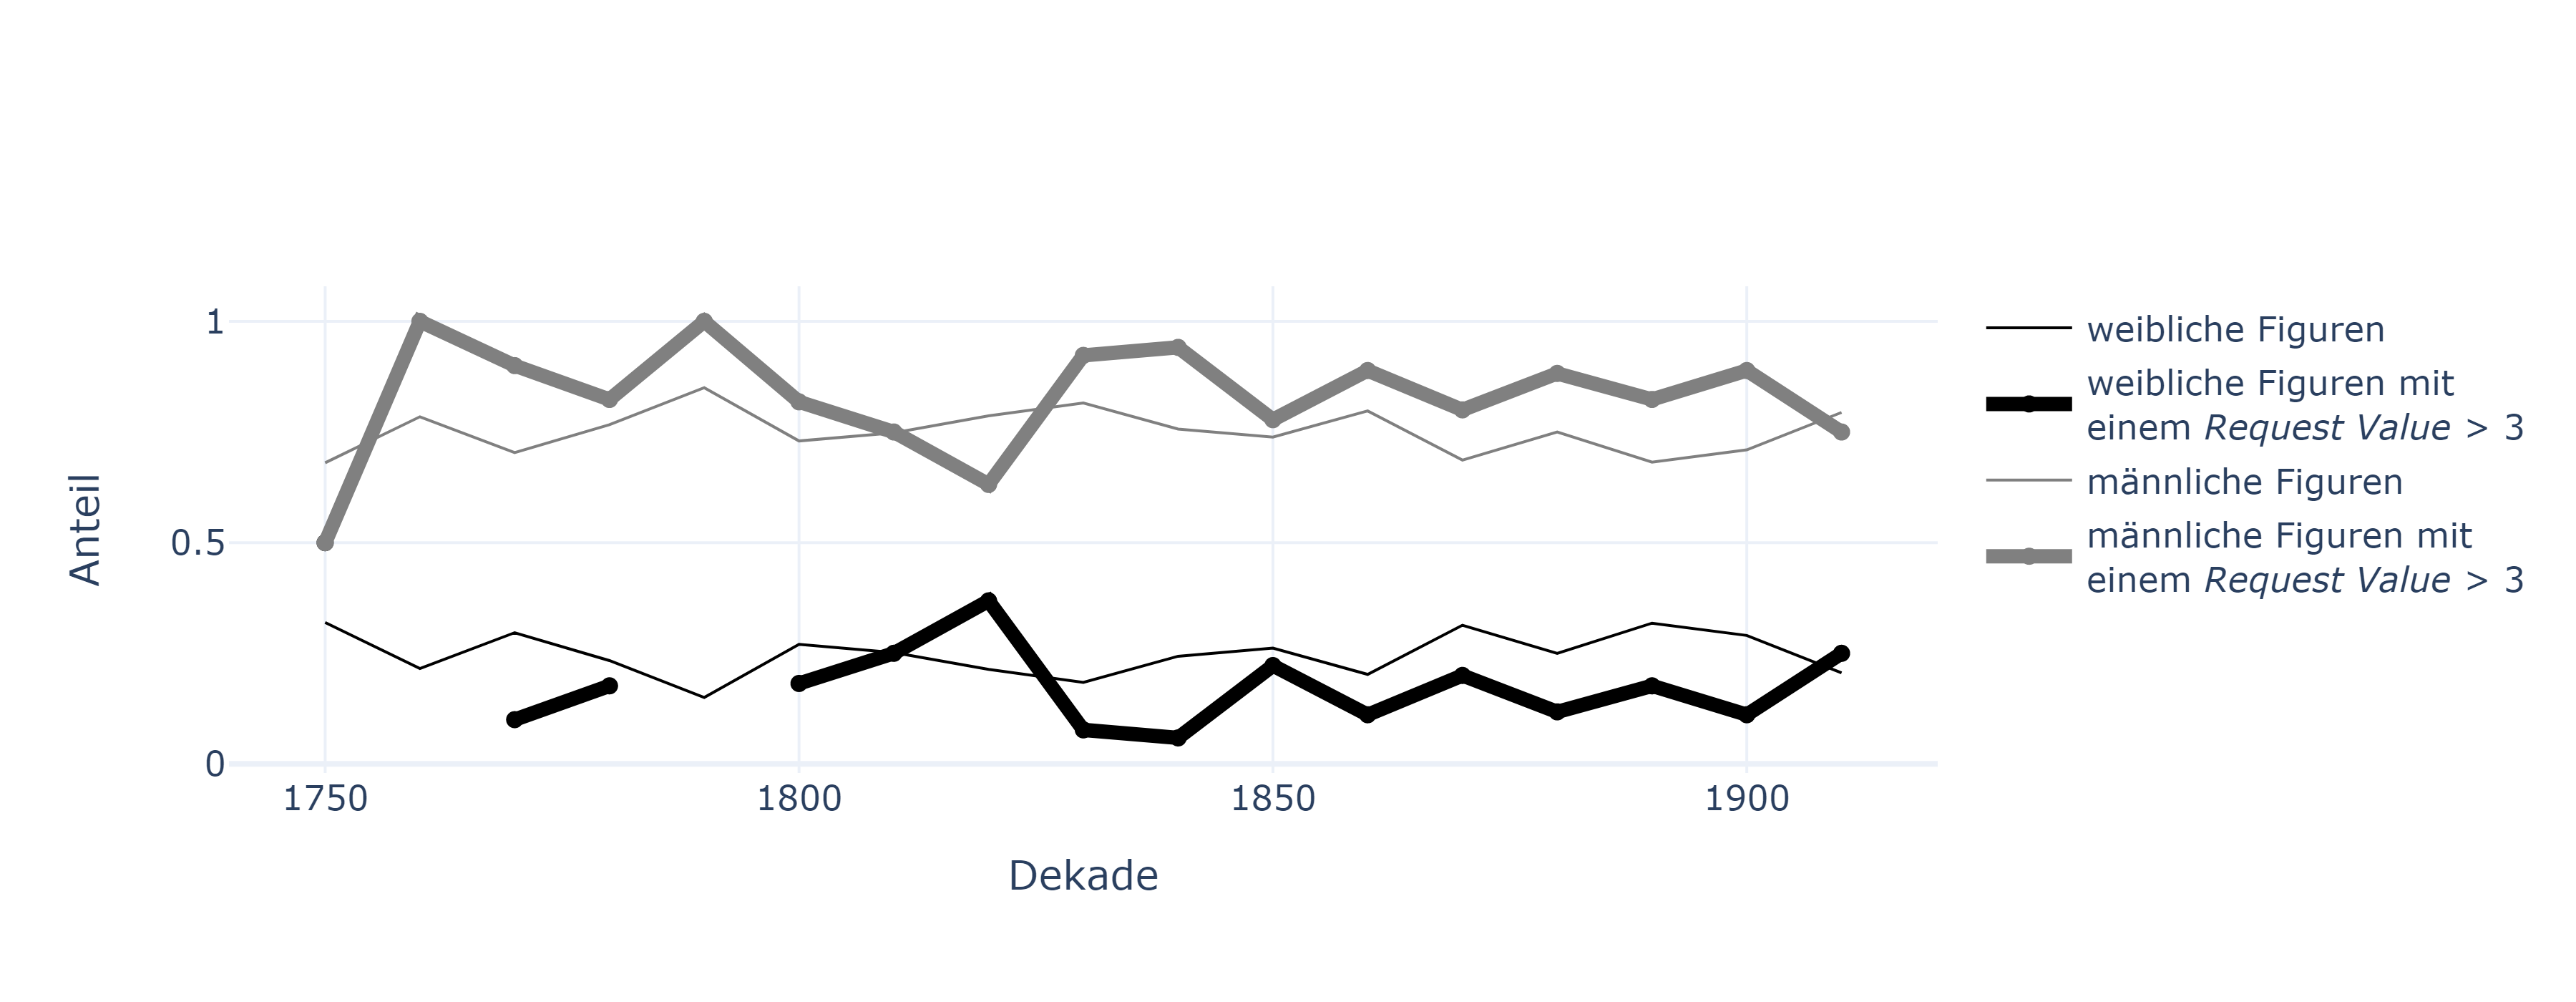 1
0.5
0
Anteil
1750
1800
1850
1900
Dekade
weibliche Figuren
weibliche Figuren mit
einem Request Value > 3
männliche Figuren
männliche Figuren mit
einem Request Value > 3